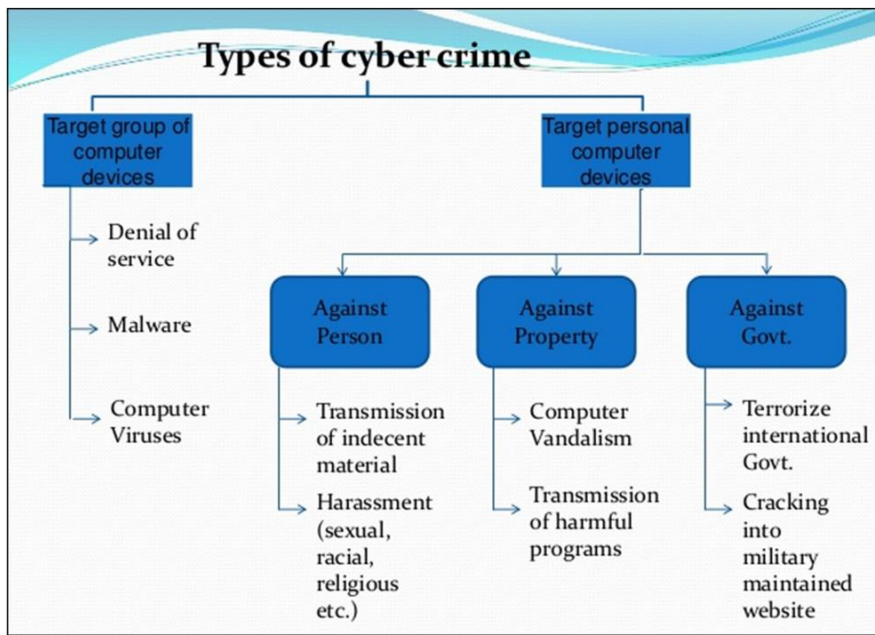 Types of cyber crime
Target group of
computer
devices
Target personal
computer
devices
Denial of
service
Malware
Computer
Viruses
Against
Person
Transmission
of indecent
material
Harassment
(sexual,
racial,
religious
etc.)
Against
Property
Computer
Vandalism
Transmission
of harmful
programs
Against
Govt.
Terrorize
international
Govt.
Cracking
into
military
maintained
website